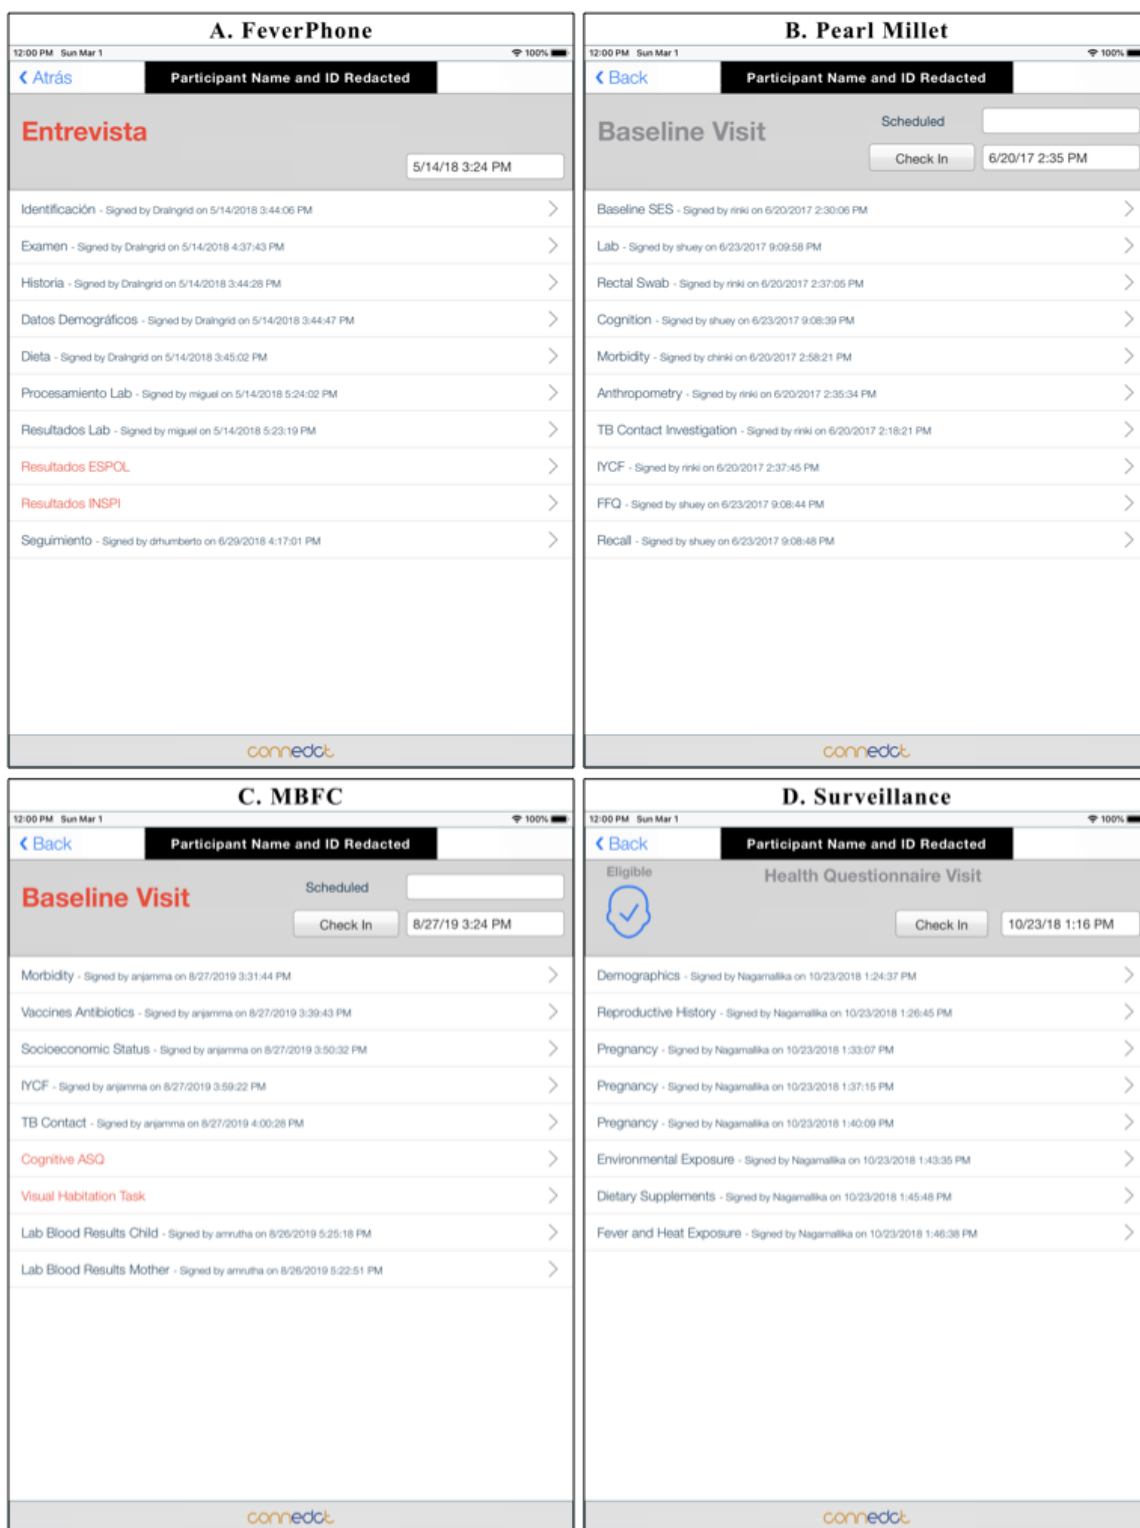 A. FeverPhone
12:00 PM Sun Mar 1 100%
Atrás Participant Name and ID Redacted
Entrevista
5/14/18 3:24 PM
Identificación - Signed by DraIngrid on 5/14/2018 3:44:06 PM
Examen - Signed by DraIngrid on 5/14/2018 4:37:43 PM
Historia - Signed by DraIngrid on 5/14/2018 3:44:28 PM
Datos Demográficos - Signed by DraIngrid on 5/14/2018 3:44:47 PM
Dieta - Signed by DraIngrid on 5/14/2018 3:45:02 PM
Procesamiento Lab - Signed by miguel on 5/14/2018 5:24:02 PM
Resultados Lab - Signed by miguel on 5/14/2018 5:23:19 PM
Resultados ESPOL
Resultados INSPI
Seguimiento - Signed by drhumberto on 6/29/2018 4:17:01 PM
connedct
B. Pearl Millet
12:00 PM Sun Mar 1 100%
Back Participant Name and ID Redacted
Baseline Visit
Scheduled
Check In 6/20/17 2:35 PM
Baseline SES - Signed by rinki on 6/20/2017 2:30:06 PM
Lab - Signed by shuey on 6/23/2017 9:09:58 PM
Rectal Swab - Signed by rinki on 6/20/2017 2:37:05 PM
Cognition - Signed by shuey on 6/23/2017 9:08:39 PM
Morbidity - Signed by chinki on 6/20/2017 2:58:21 PM
Anthropometry - Signed by rinki on 6/20/2017 2:35:34 PM
TB Contact Investigation - Signed by rinki on 6/20/2017 2:18:21 PM
IYCF - Signed by rinki on 6/20/2017 2:37:45 PM
FFQ - Signed by shuey on 6/23/2017 9:08:44 PM
Recall - Signed by shuey on 6/23/2017 9:08:48 PM
connedct
C. MBFC
12:00 PM Sun Mar 1 100%
Back Participant Name and ID Redacted
Baseline Visit
Scheduled
Check In 8/27/19 3:24 PM
Morbidity - Signed by anjamma on 8/27/2019 3:31:44 PM
Vaccines Antibiotics - Signed by anjamma on 8/27/2019 3:39:43 PM
Socioeconomic Status - Signed by anjamma on 8/27/2019 3:50:32 PM
IYCF - Signed by anjamma on 8/27/2019 3:59:22 PM
TB Contact - Signed by anjamma on 8/27/2019 4:00:28 PM
Cognitive ASQ
Visual Habitation Task
Lab Blood Results Child - Signed by amrutha on 8/26/2019 5:25:18 PM
Lab Blood Results Mother - Signed by amrutha on 8/26/2019 5:22:51 PM
connedct
D. Surveillance
12:00 PM Sun Mar 1 100%
Back Participant Name and ID Redacted
Eligible Health Questionnaire Visit
Check In 10/23/18 1:16 PM
Demographics - Signed by Nagamallika on 10/23/2018 1:24:37 PM
Reproductive History - Signed by Nagamallika on 10/23/2018 1:26:45 PM
Pregnancy - Signed by Nagamallika on 10/23/2018 1:33:07 PM
Pregnancy - Signed by Nagamallika on 10/23/2018 1:37:15 PM
Pregnancy - Signed by Nagamallika on 10/23/2018 1:40:09 PM
Environmental Exposure - Signed by Nagamallika on 10/23/2018 1:43:35 PM
Dietary Supplements - Signed by Nagamallika on 10/23/2018 1:45:48 PM
Fever and Heat Exposure - Signed by Nagamallika on 10/23/2018 1:46:38 PM
connedct